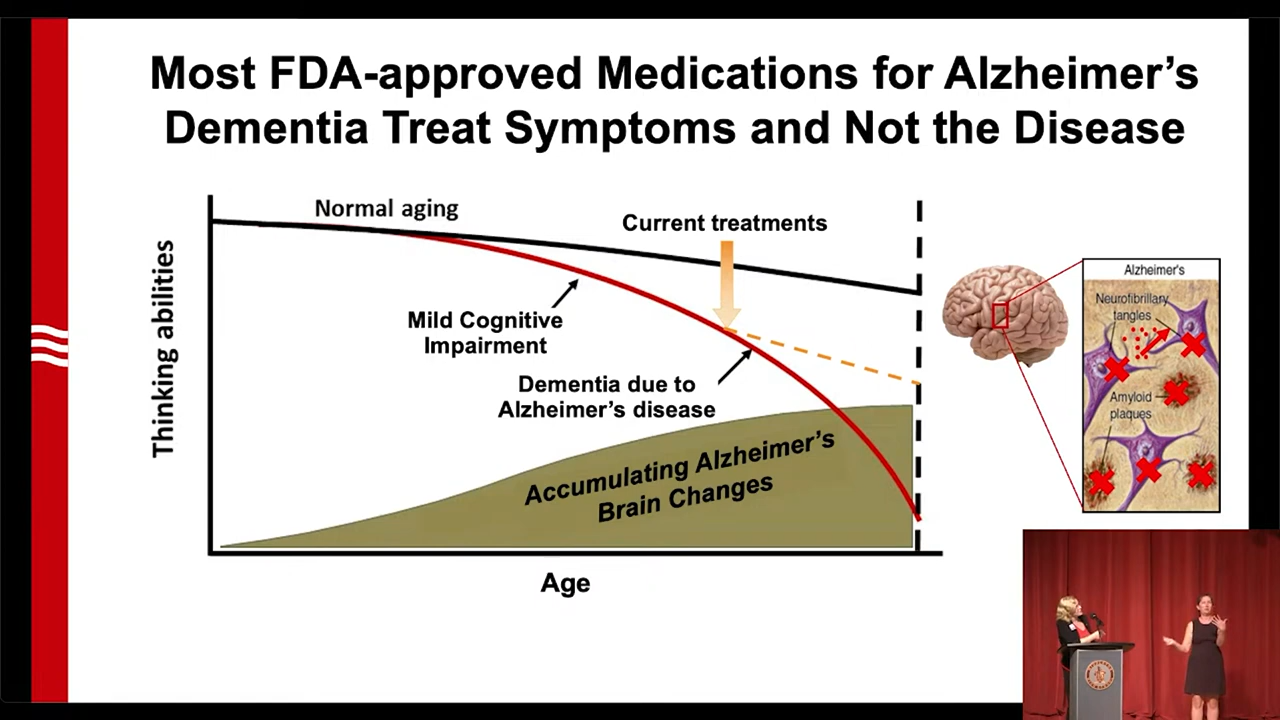 Most FDA-approved Medications for Alzheimer's
Dementia Treat Symptoms and Not the Disease
Normal aging
Current treatments
Thinking abilities
Mild Cognitive
Impairment
Dementia due to
Alzheimer's disease
Accumulating Alzheimer's
Brain Changes
Age
Alzheimer's
Neurofibrillary
tangles
Amyloid
plaques